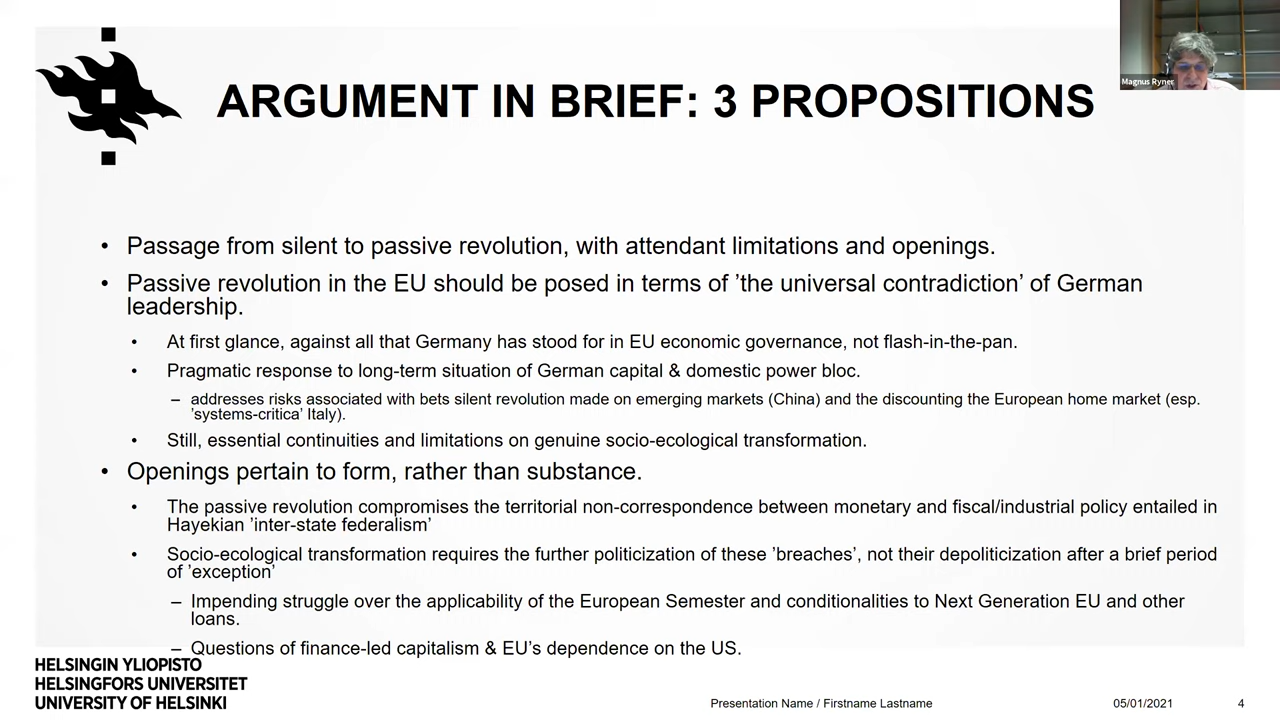 Magnus Ryner
ARGUMENT IN BRIEF: 3 PROPOSITIONS
• Passage from silent to passive revolution, with attendant limitations and openings.
• Passive revolution in the EU should be posed in terms of ’the universal contradiction’ of German
leadership.
• At first glance, against all that Germany has stood for in EU economic governance, not flash-in-the-pan.
• Pragmatic response to long-term situation of German capital & domestic power bloc.
– addresses risks associated with bets silent revolution made on emerging markets (China) and the discounting the European home market (esp.
’systems-critica’ Italy).
• Still, essential continuities and limitations on genuine socio-ecological transformation.
• Openings pertain to form, rather than substance.
• The passive revolution compromises the territorial non-correspondence between monetary and fiscal/industrial policy entailed in
Hayekian ’inter-state federalism’
• Socio-ecological transformation requires the further politicization of these ’breaches’, not their depoliticization after a brief period
of ’exception’
– Impending struggle over the applicability of the European Semester and conditionalities to Next Generation EU and other
loans.
– Questions of finance-led capitalism & EU’s dependence on the US.
HELSINGIN YLIOPISTO
HELSINGFORS UNIVERSITET
UNIVERSITY OF HELSINKI
Presentation Name / Firstname Lastname
05/01/2021
4